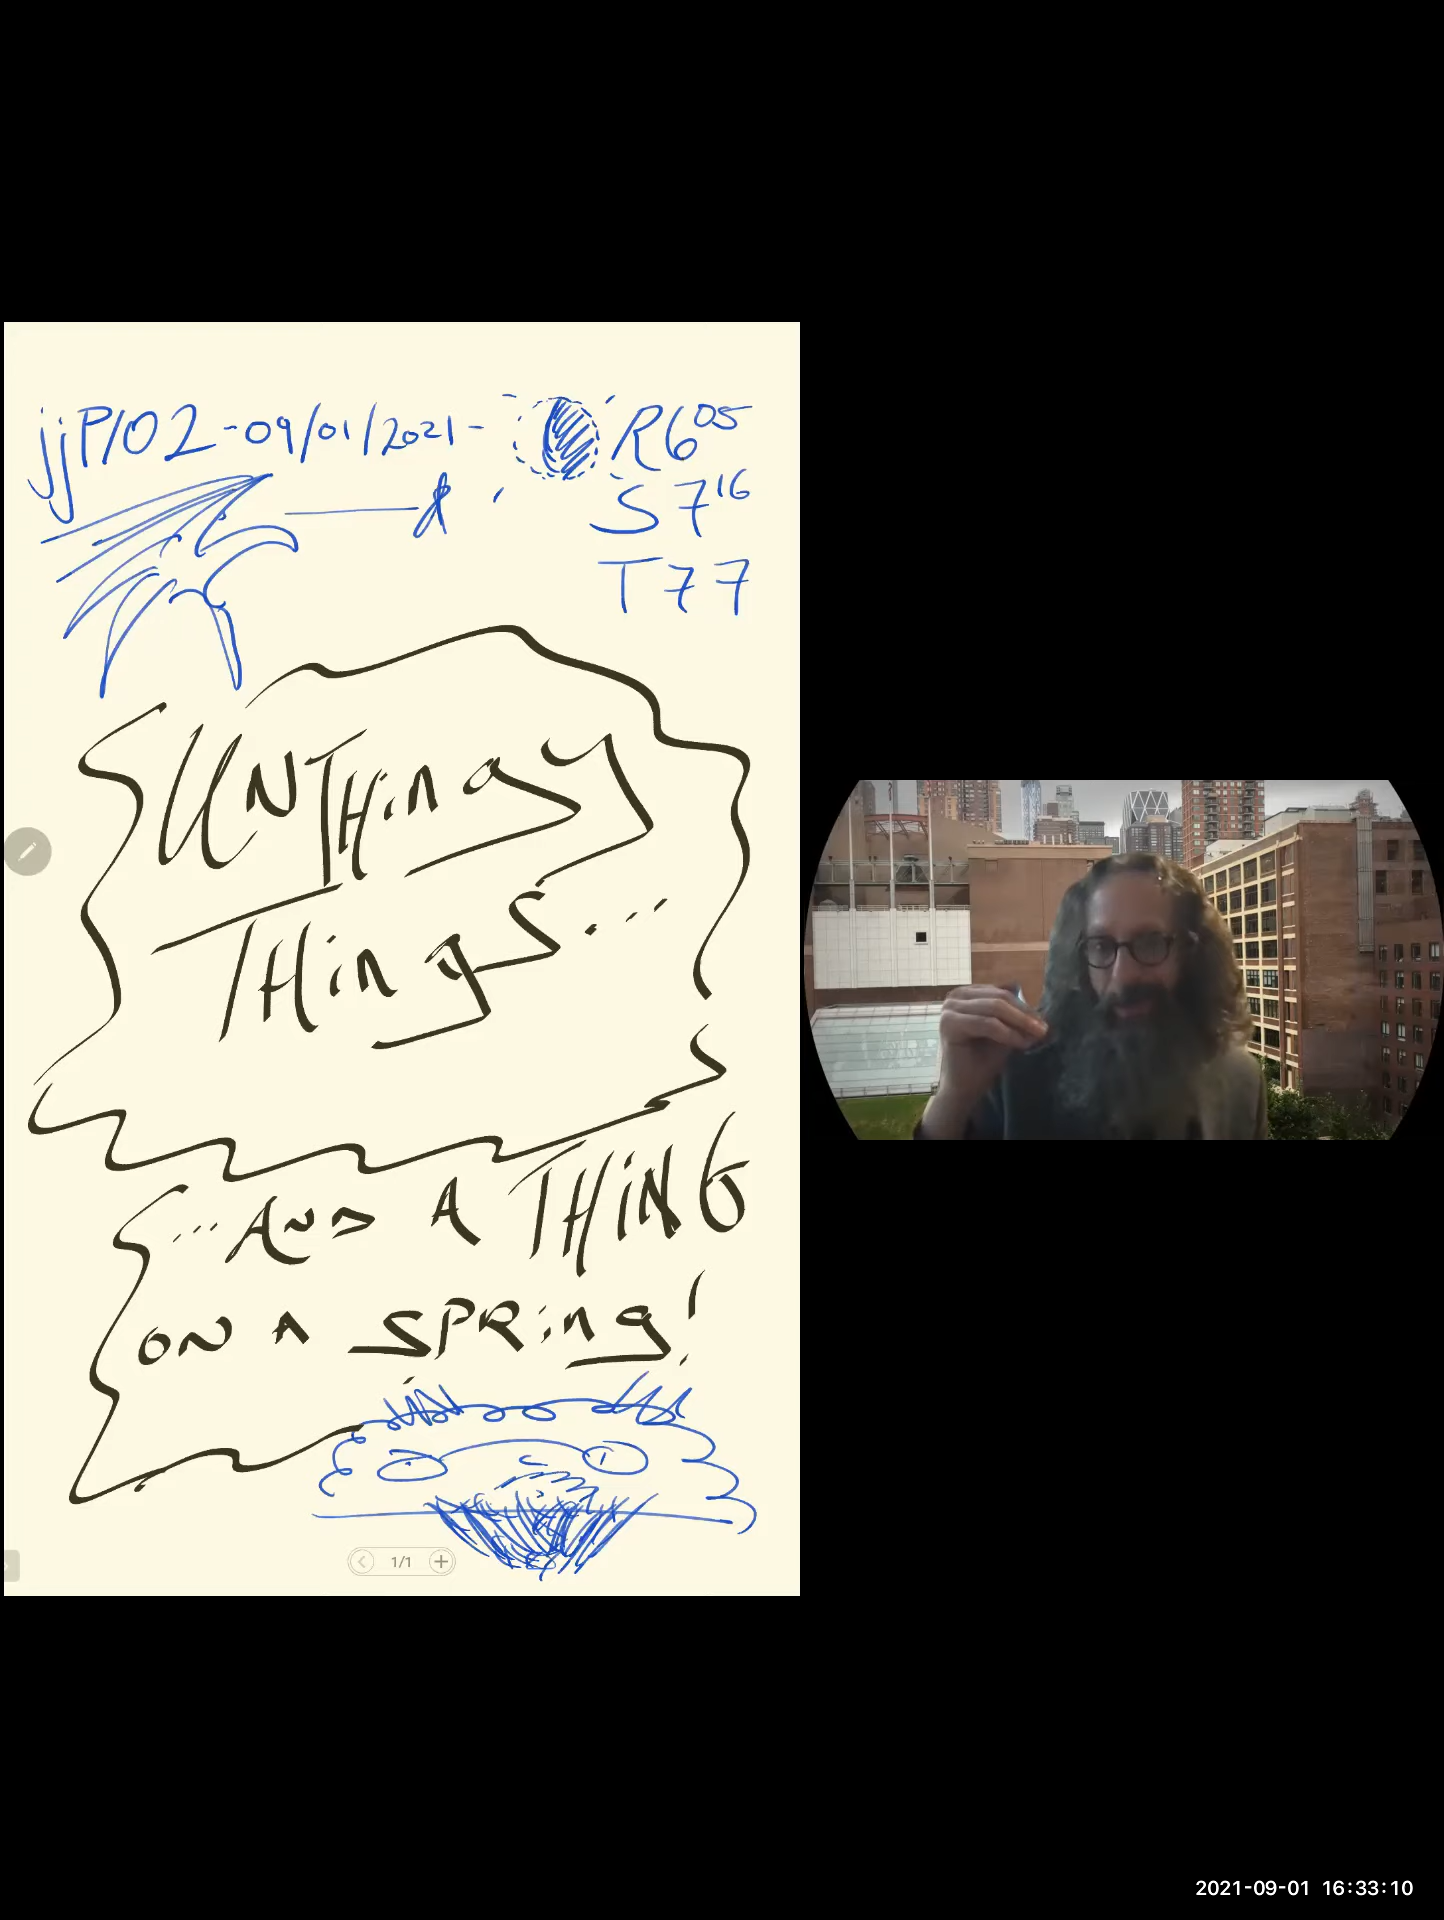 jjP102-09/01/2021-
R6⁰⁵
S7¹⁶
T77
UNTHingy
THings...
...AND A THING
ON A SPRing!
1/1
2021-09-01 16:33:10